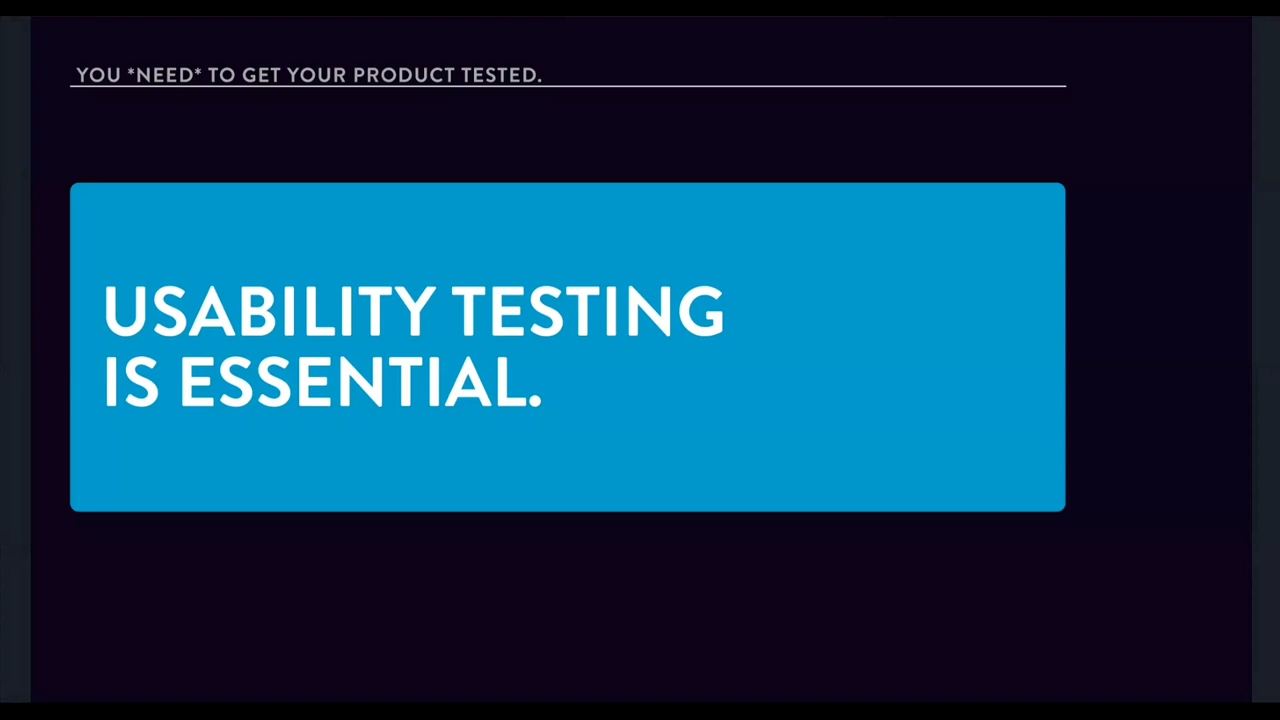 YOU *NEED* TO GET YOUR PRODUCT TESTED.
USABILITY TESTING
IS ESSENTIAL.